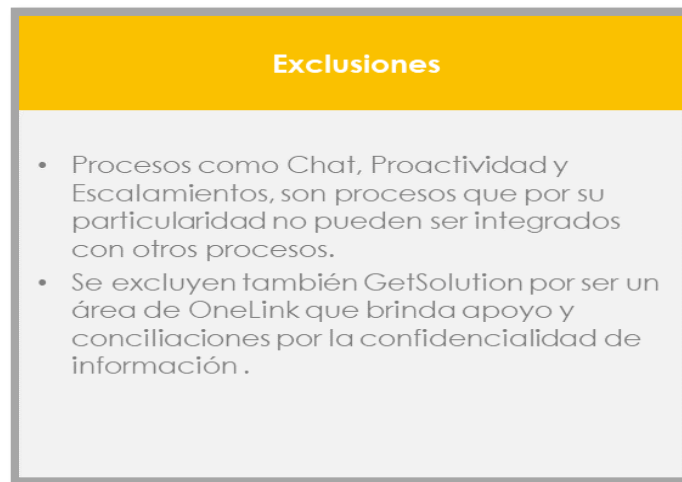 Exclusiones
• Procesos como Chat, Proactividad y
Escalamientos, son procesos que por su
particularidad no pueden ser integrados
con otros procesos.
• Se excluyen también GetSolution por ser un
área de OneLink que brinda apoyo y
conciliaciones por la confidencialidad de
información .